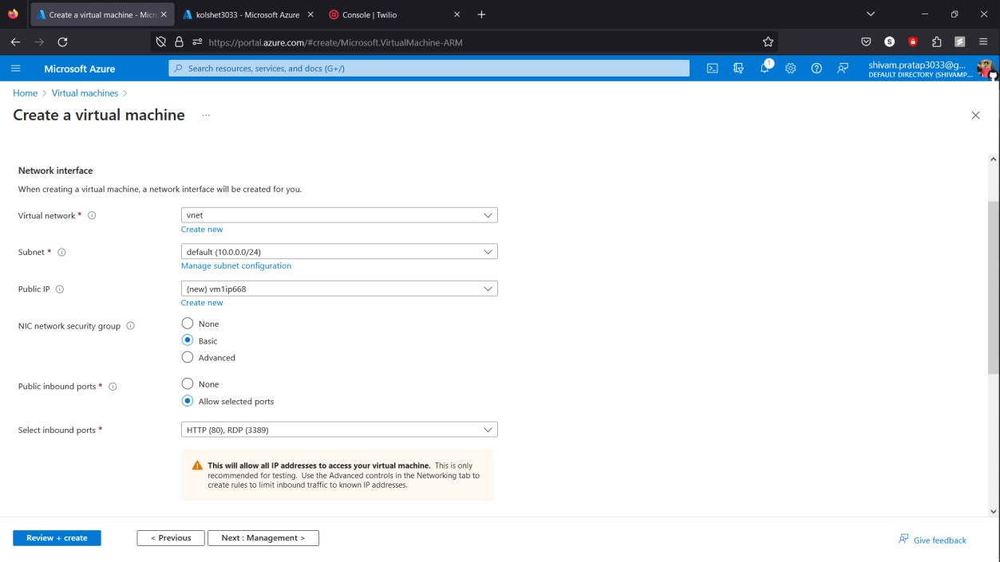 Create a virtual machine - Micro
kolshet3033 - Microsoft Azure
Console | Twilio
https://portal.azure.com/#create/Microsoft.VirtualMachine-ARM
S
Microsoft Azure
Search resources, services, and docs (G+/)
1
shivam.pratap3033@g...
DEFAULT DIRECTORY (SHIVAMP...
Home > Virtual machines >
Create a virtual machine ...
Network interface
When creating a virtual machine, a network interface will be created for you.
Virtual network *
vnet
Create new
Subnet *
default (10.0.0.0/24)
Manage subnet configuration
Public IP
(new) vm1ip668
Create new
NIC network security group
None
Basic
Advanced
Public inbound ports *
None
Allow selected ports
Select inbound ports *
HTTP (80), RDP (3389)
This will allow all IP addresses to access your virtual machine. This is only
recommended for testing. Use the Advanced controls in the Networking tab to
create rules to limit inbound traffic to known IP addresses.
Review + create
< Previous
Next : Management >
Give feedback